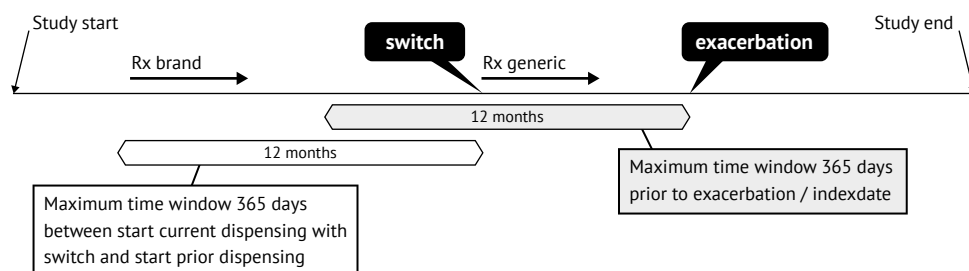 Study start
Study end
switch
exacerbation
Rx brand
Rx generic
12 months
12 months
Maximum time window 365 days
prior to exacerbation / indexdate
Maximum time window 365 days
between start current dispensing with
switch and start prior dispensing